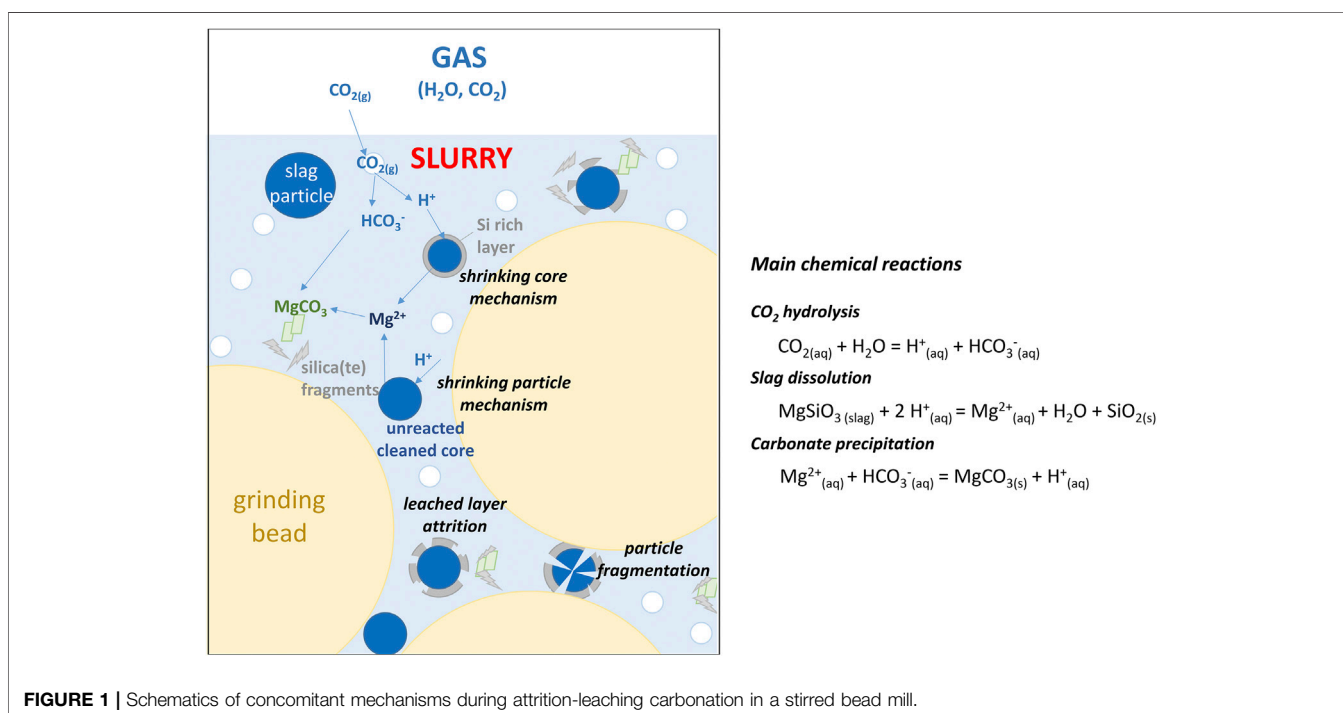 GAS
(H₂O, CO₂)
CO₂(g)
CO₂(g)
SLURRY
slag
particle
H⁺
HCO₃⁻
Si rich
layer
shrinking core
mechanism
MgCO₃
Mg²⁺
H⁺
silica(te)
fragments
shrinking particle
mechanism
unreacted
cleaned core
grinding
bead
leached layer
attrition
particle
fragmentation
Main chemical reactions
CO₂ hydrolysis
CO₂(aq) + H₂O = H⁺(aq) + HCO₃⁻(aq)
Slag dissolution
MgSiO₃ (slag) + 2 H⁺(aq) = Mg²⁺(aq) + H₂O + SiO₂(s)
Carbonate precipitation
Mg²⁺(aq) + HCO₃⁻(aq) = MgCO₃(s) + H⁺(aq)
FIGURE 1 | Schematics of concomitant mechanisms during attrition-leaching carbonation in a stirred bead mill.